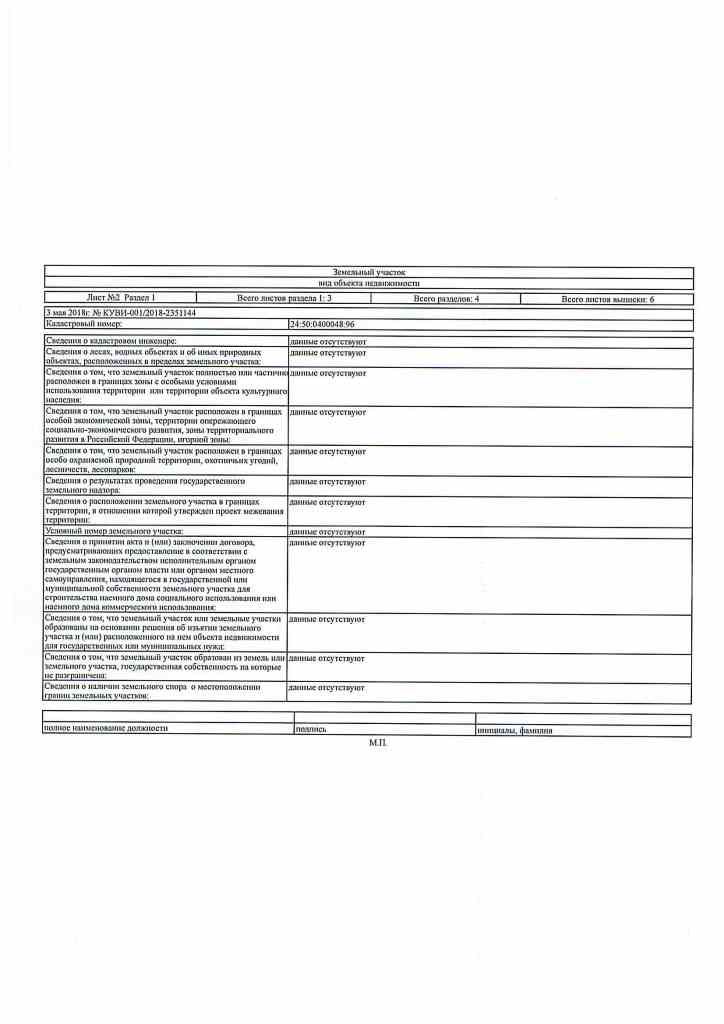 Земельный участок
вид объекта недвижимости
Лист №2 Раздел 1 Всего листов раздела 1: 3 Всего разделов: 4 Всего листов выписки: 6
3 мая 2018г. № КУВИ-001/2018-2351144
Кадастровый номер: 24:50:0400048:96
Сведения о кадастровом инженере: данные отсутствуют
Сведения о лесах, водных объектах и об иных природных данные отсутствуют
объектах, расположенных в пределах земельного участка:
Сведения о том, что земельный участок полностью или частично данные отсутствуют
расположен в границах зоны с особыми условиями
использования территории или территории объекта культурного
наследия:
Сведения о том, что земельный участок расположен в границах данные отсутствуют
особой экономической зоны, территории опережающего
социально-экономического развития, зоны территориального
развития в Российской Федерации, игорной зоны:
Сведения о том, что земельный участок расположен в границах данные отсутствуют
особо охраняемой природной территории, охотничьих угодий,
лесничеств, лесопарков:
Сведения о результатах проведения государственного данные отсутствуют
земельного надзора:
Сведения о расположении земельного участка в границах данные отсутствуют
территории, в отношении которой утвержден проект межевания
территории:
Условный номер земельного участка: данные отсутствуют
Сведения о принятии акта и (или) заключении договора, данные отсутствуют
предусматривающих предоставление в соответствии с
земельным законодательством исполнительным органом
государственным органом власти или органом местного
самоуправления, находящегося в государственной или
муниципальной собственности земельного участка для
строительства наемного дома социального использования или
наемного дома коммерческого использования:
Сведения о том, что земельный участок или земельные участки данные отсутствуют
образованы на основании решения об изъятии земельного
участка и (или) расположенного на нем объекта недвижимости
для государственных или муниципальных нужд:
Сведения о том, что земельный участок образован из земель или данные отсутствуют
земельного участка, государственная собственность на которые
не разграничена:
Сведения о наличии земельного спора о местоположении данные отсутствуют
границ земельных участков:
полное наименование должности подпись инициалы, фамилия
М.П.